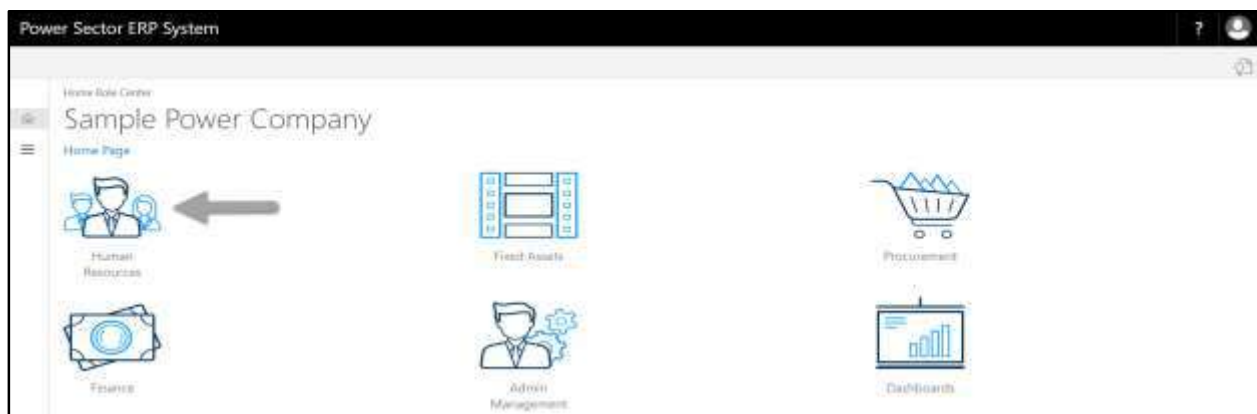 Power Sector ERP System
?
Home Role Center
Sample Power Company
Home Page
Human
Resources
Fixed Assets
Procurement
Finance
Admin
Management
Dashboards